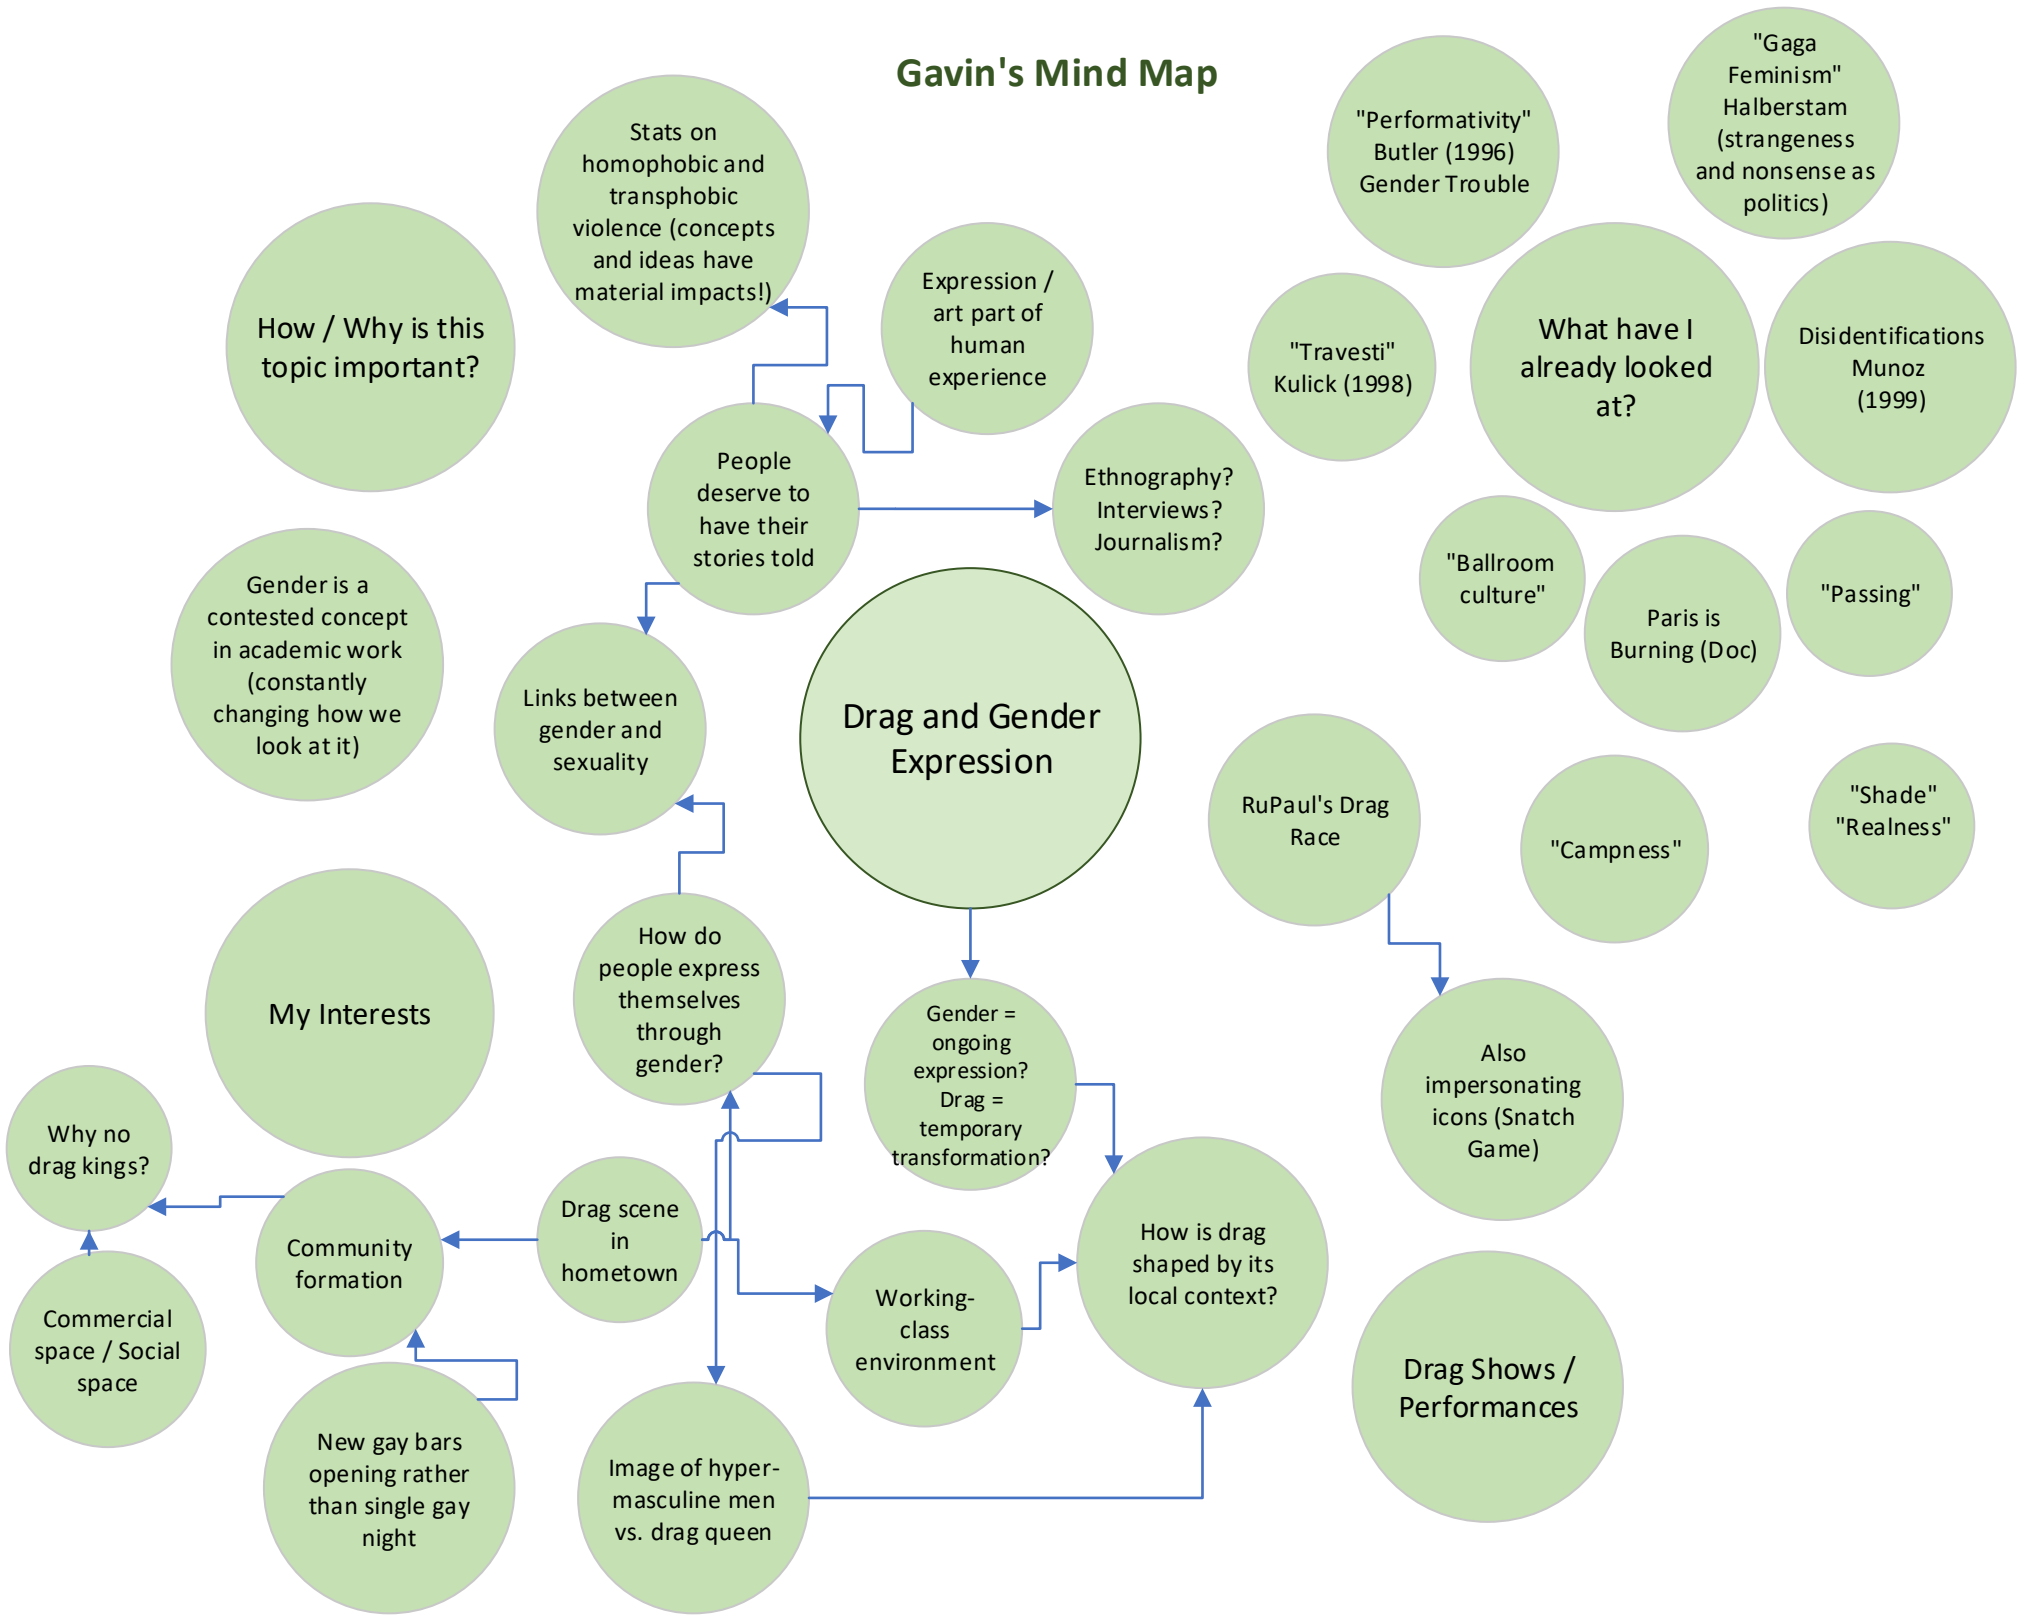 Gavin's Mind Map
Stats on
homophobic and
transphobic
violence (concepts
and ideas have
material impacts!)
"Performativity"
Butler (1996)
Gender Trouble
"Gaga
Feminism"
Halberstam
(strangeness
and nonsense as
politics)
How / Why is this
topic important?
Expression /
art part of
human
experience
"Travesti"
Kulick (1998)
What have I
already looked
at?
Disidentifications
Munoz
(1999)
People
deserve to
have their
stories told
Ethnography?
Interviews?
Journalism?
"Ballroom
culture"
Paris is
Burning (Doc)
"Passing"
Gender is a
contested concept
in academic work
(constantly
changing how we
look at it)
Links between
gender and
sexuality
Drag and Gender
Expression
RuPaul's Drag
Race
"Campness"
"Shade"
"Realness"
My Interests
How do
people express
themselves
through
gender?
Gender =
ongoing
expression?
Drag =
temporary
transformation?
Also
impersonating
icons (Snatch
Game)
Why no
drag kings?
Community
formation
Drag scene
in
hometown
Working-
class
environment
How is drag
shaped by its
local context?
Commercial
space / Social
space
New gay bars
opening rather
than single gay
night
Image of hyper-
masculine men
vs. drag queen
Drag Shows /
Performances